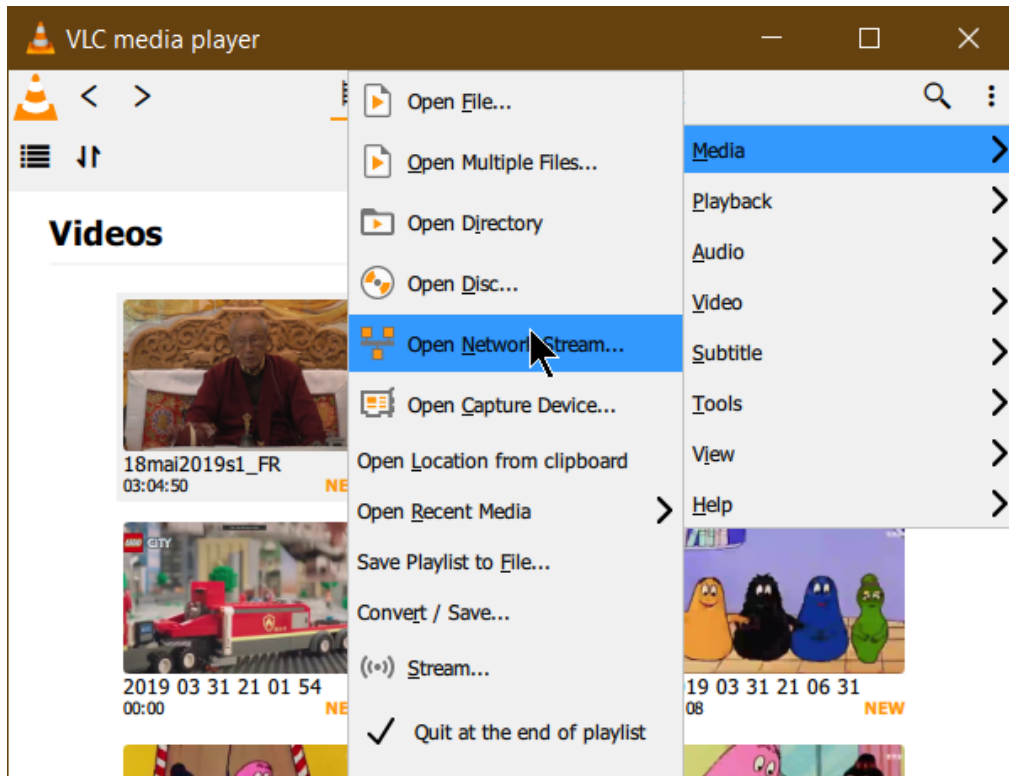 VLC media player
Open File...
Open Multiple Files...
Open Directory
Open Disc...
Open Network Stream...
Open Capture Device...
Open Location from clipboard
Open Recent Media
Save Playlist to File...
Convert / Save...
Stream...
Quit at the end of playlist
Media
Playback
Audio
Video
Subtitle
Tools
View
Help
Videos
18mai2019s1_FR
03:04:50
NE
LEGO CITY
2019 03 31 21 01 54
00:00
NE
19 03 31 21 06 31
08
NEW